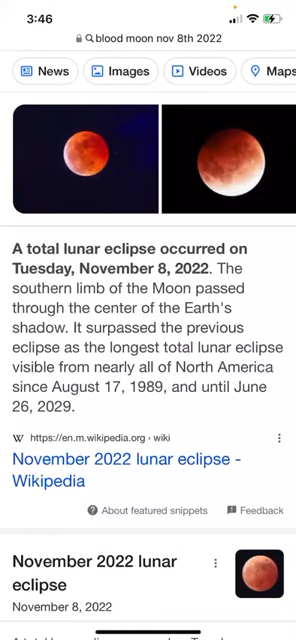 3:46
blood moon nov 8th 2022
News
Images
Videos
Maps
A total lunar eclipse occurred on
Tuesday, November 8, 2022. The
southern limb of the Moon passed
through the center of the Earth's
shadow. It surpassed the previous
eclipse as the longest total lunar eclipse
visible from nearly all of North America
since August 17, 1989, and until June
26, 2029.
W https://en.m.wikipedia.org › wiki
November 2022 lunar eclipse -
Wikipedia
About featured snippets
Feedback
November 2022 lunar
eclipse
November 8, 2022